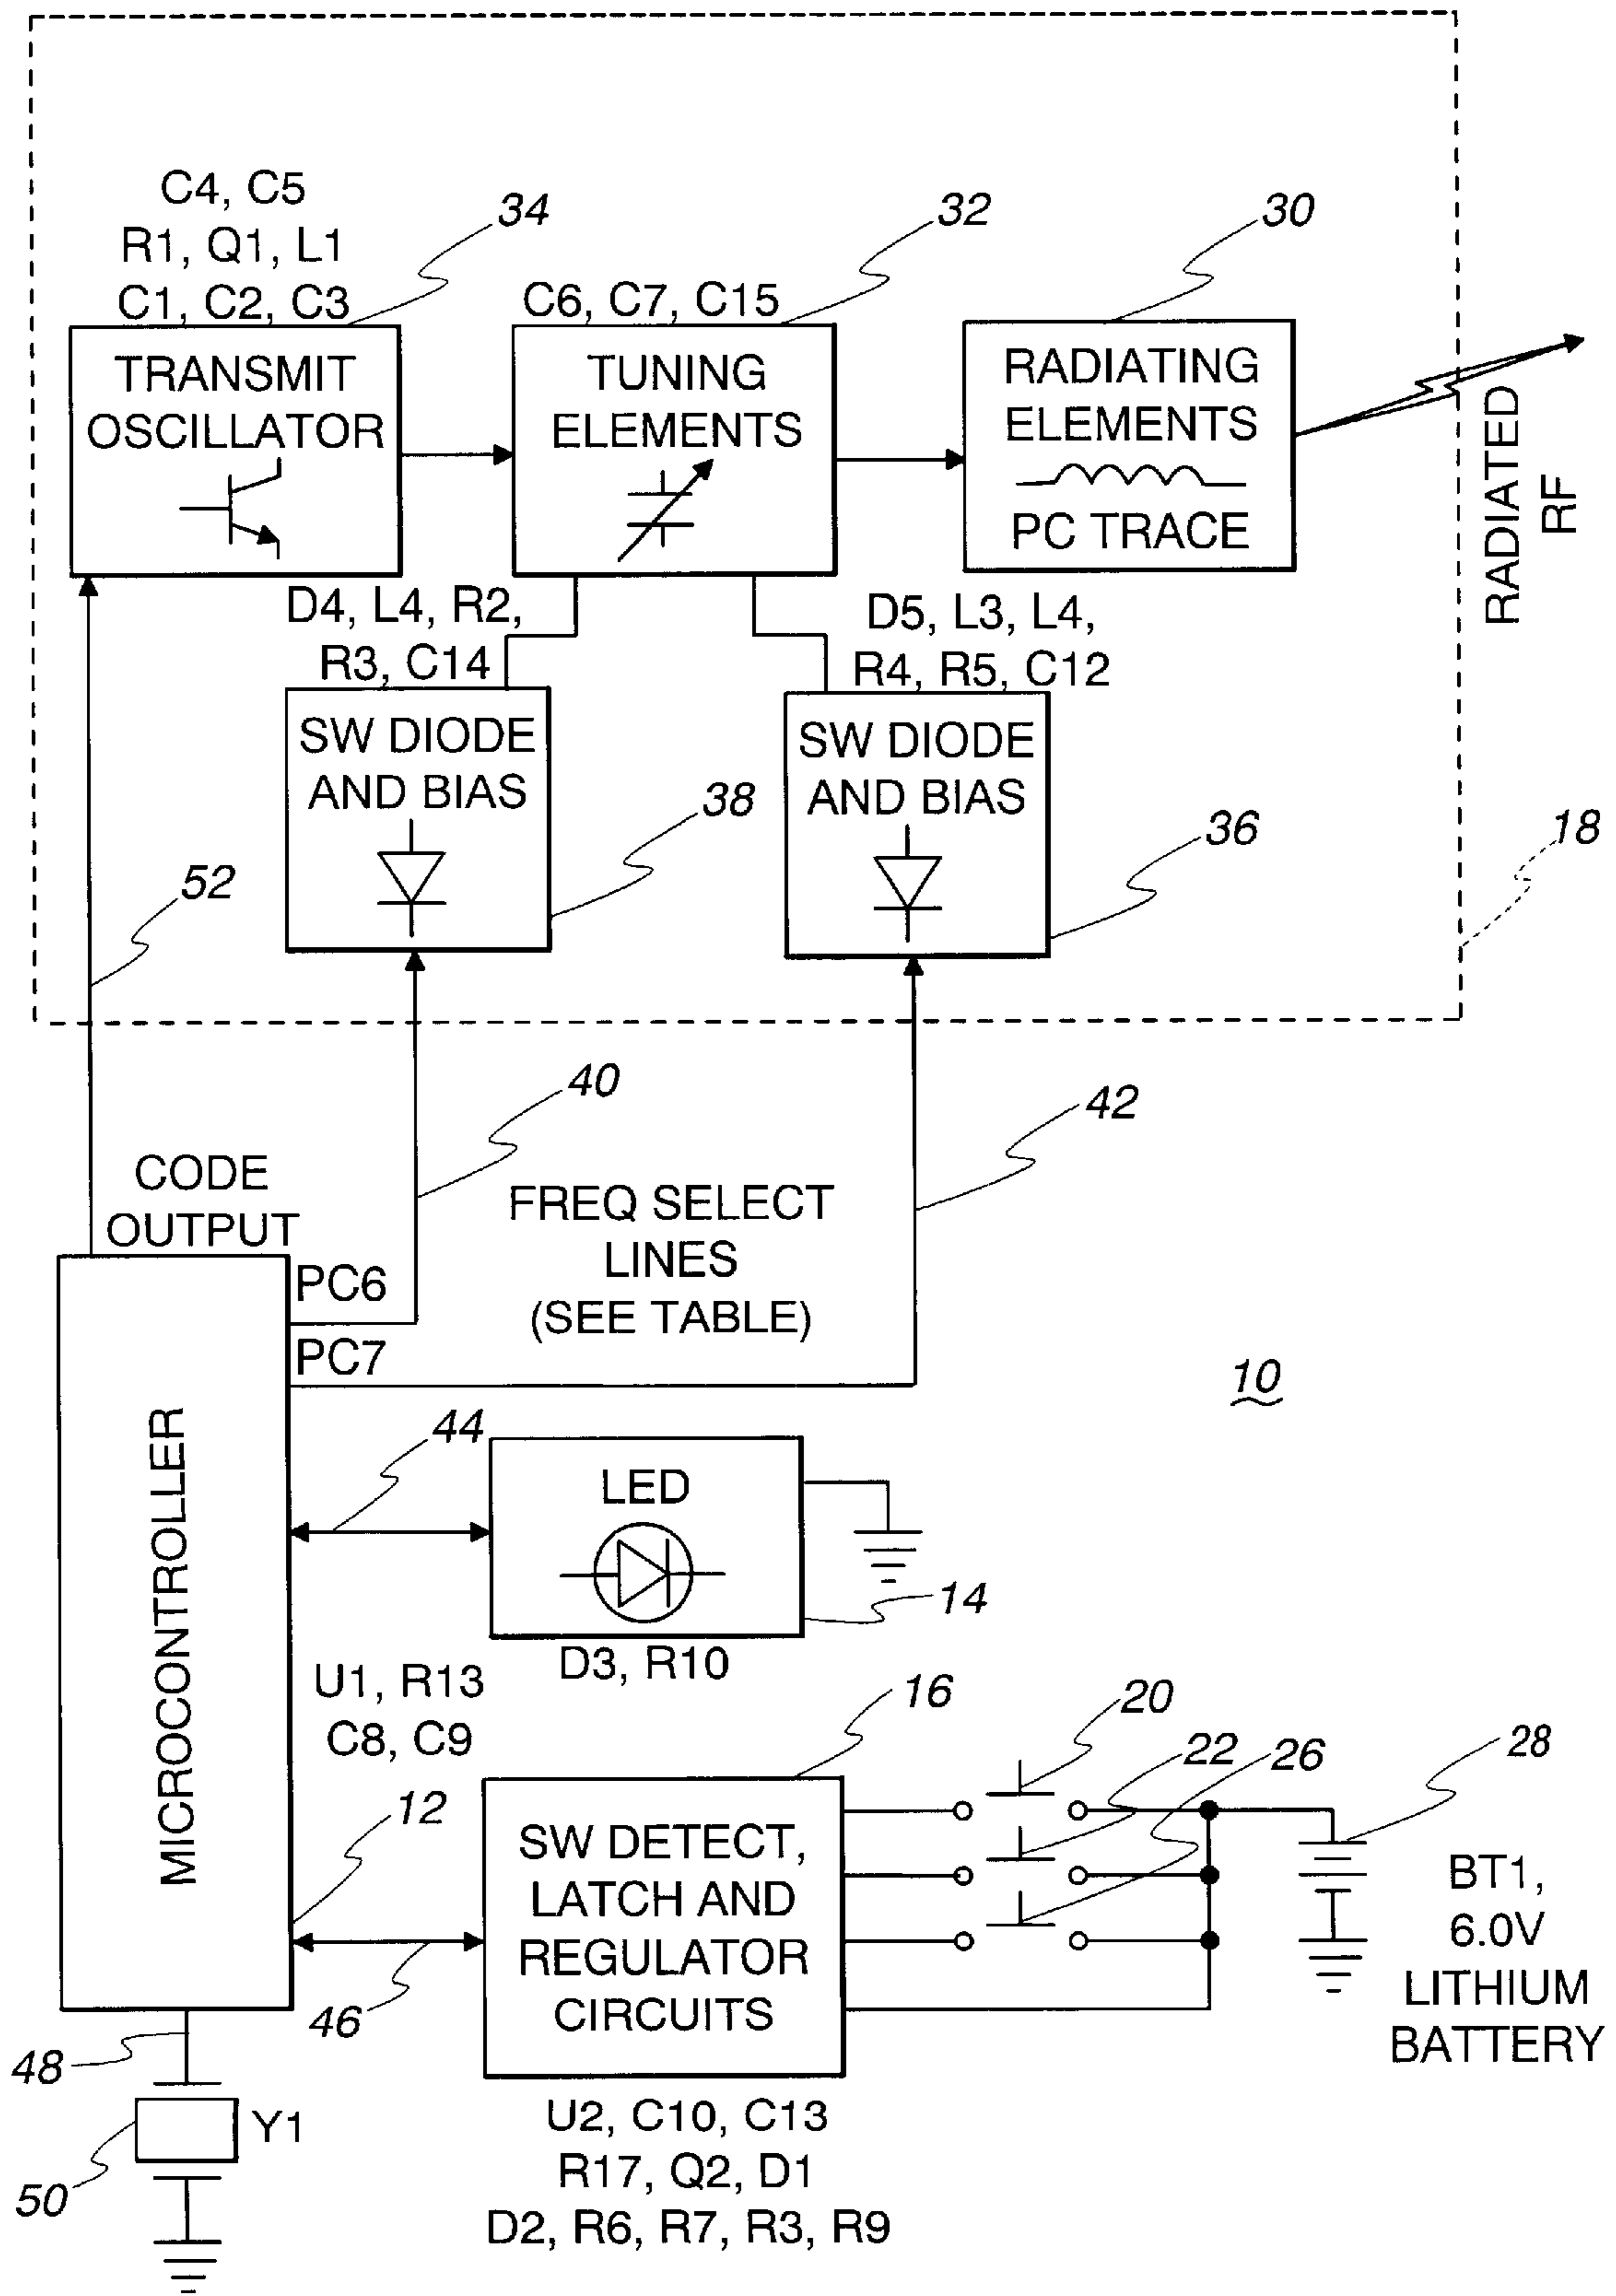 C4, C5
R1, Q1, L1
C1, C2, C3
34
C6, C7, C15
32
30
TRANSMIT
OSCILLATOR
TUNING
ELEMENTS
RADIATING
ELEMENTS
PC TRACE
RADIATED
RF
D4, L4, R2,
R3, C14
D5, L3, L4,
R4, R5, C12
SW DIODE
AND BIAS
38
SW DIODE
AND BIAS
36
18
52
40
42
CODE
OUTPUT
FREQ SELECT
LINES
(SEE TABLE)
PC6
PC7
10
MICROCONTROLLER
44
LED
14
D3, R10
U1, R13
C8, C9
12
16
20
22
26
28
SW DETECT,
LATCH AND
REGULATOR
CIRCUITS
BT1,
6.0V
LITHIUM
BATTERY
46
48
Y1
50
U2, C10, C13
R17, Q2, D1
D2, R6, R7, R3, R9